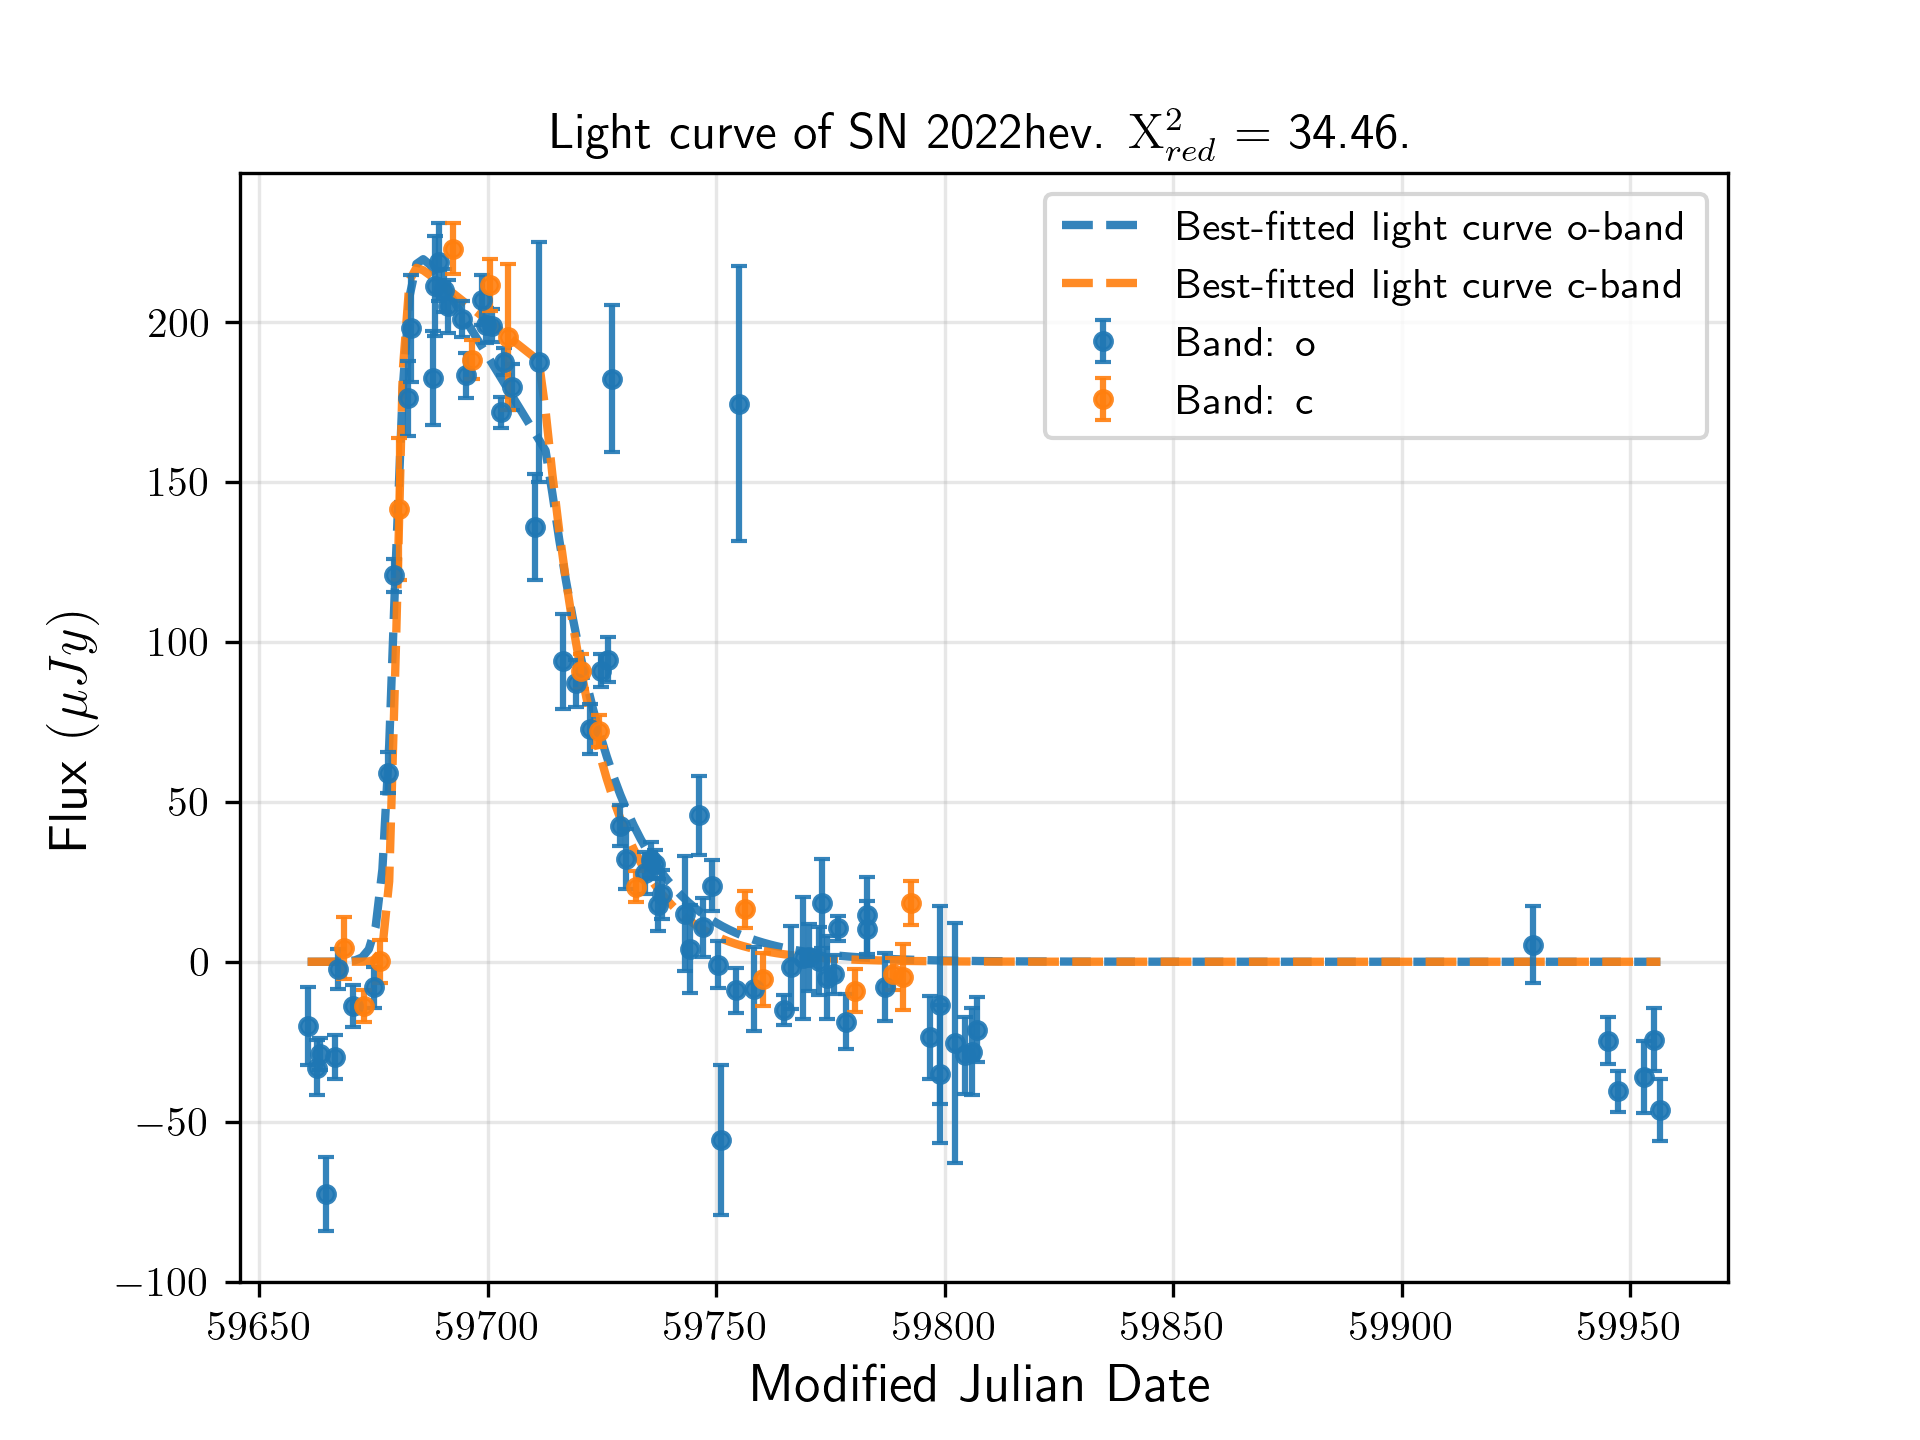 Light curve of SN 2022hev. X²_red = 34.46.
Best-fitted light curve o-band
Best-fitted light curve c-band
Band: o
Band: c
Flux (μJy)
200
150
100
50
0
−50
−100
59650 59700 59750 59800 59850 59900 59950
Modified Julian Date